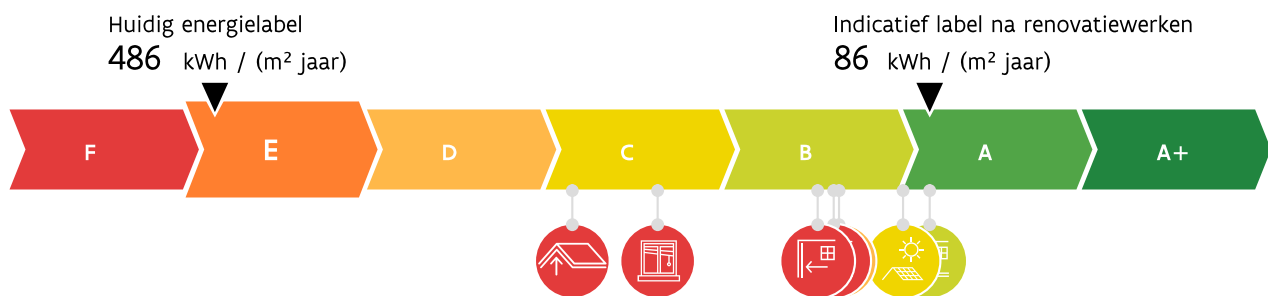 Huidig energielabel
486 kWh / (m² jaar)
Indicatief label na renovatiewerken
86 kWh / (m² jaar)
F E D C B A A+